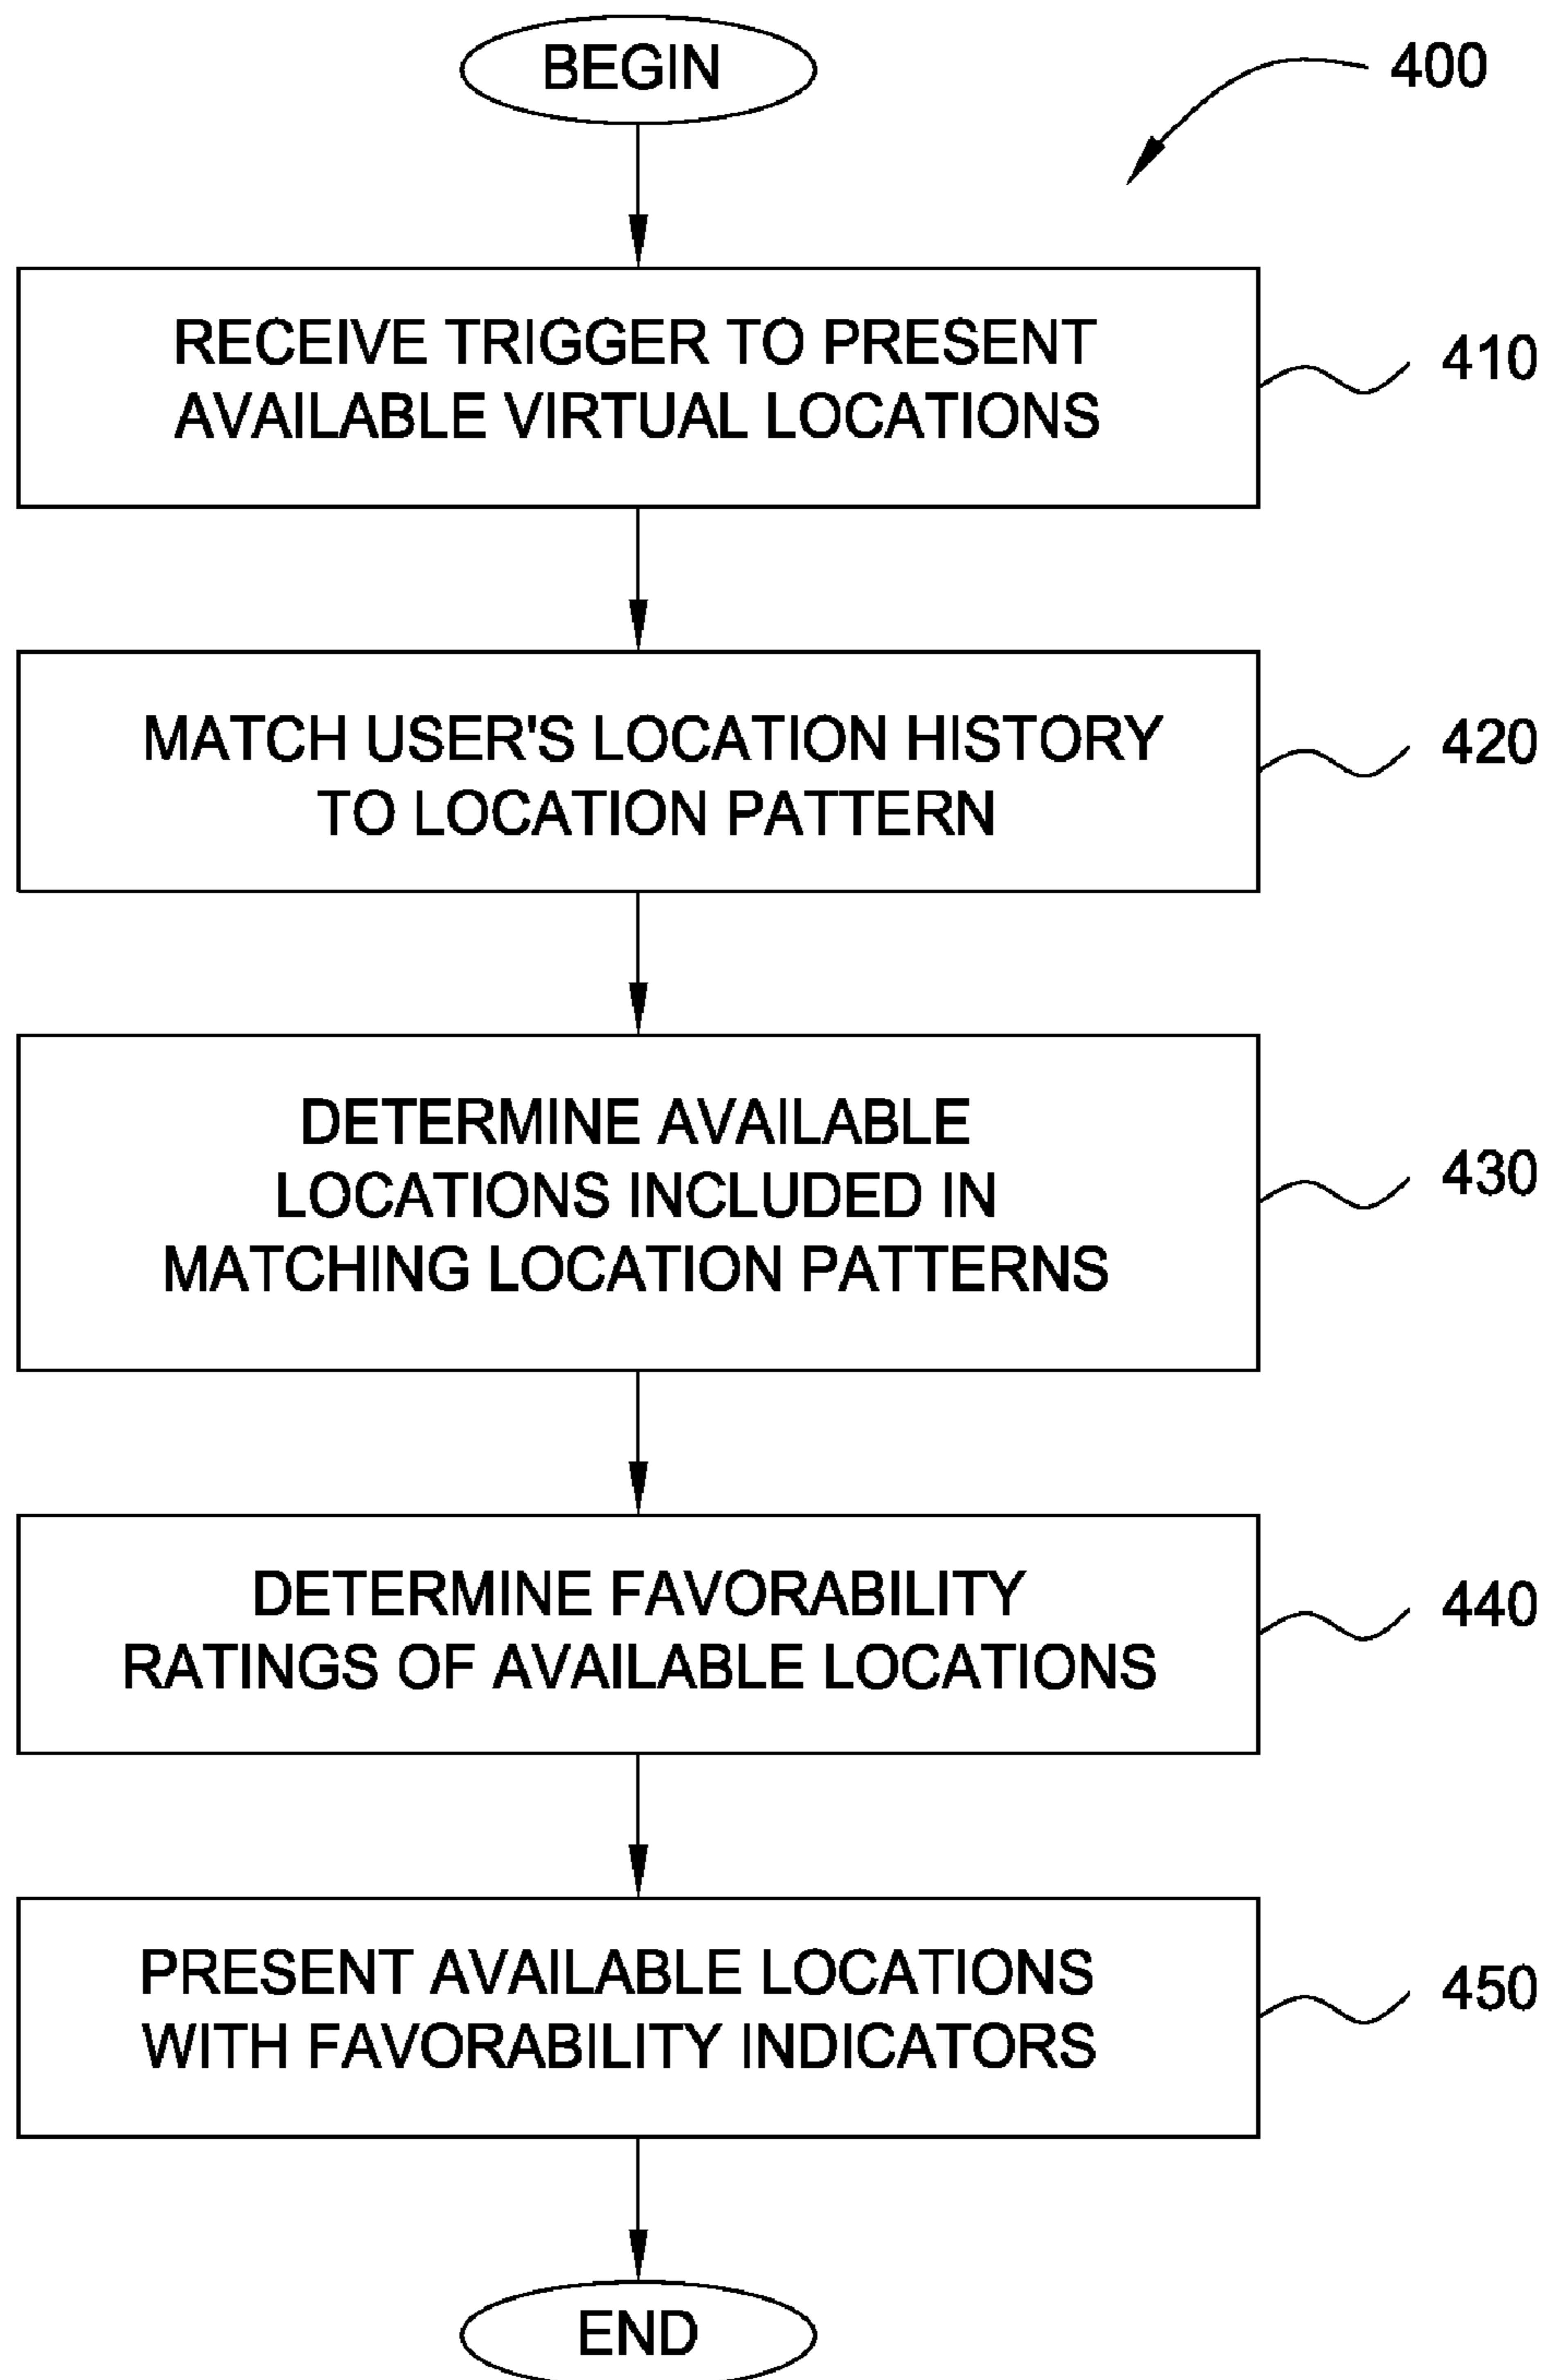 BEGIN
400
RECEIVE TRIGGER TO PRESENT
AVAILABLE VIRTUAL LOCATIONS
410
MATCH USER'S LOCATION HISTORY
TO LOCATION PATTERN
420
DETERMINE AVAILABLE
LOCATIONS INCLUDED IN
MATCHING LOCATION PATTERNS
430
DETERMINE FAVORABILITY
RATINGS OF AVAILABLE LOCATIONS
440
PRESENT AVAILABLE LOCATIONS
WITH FAVORABILITY INDICATORS
450
END